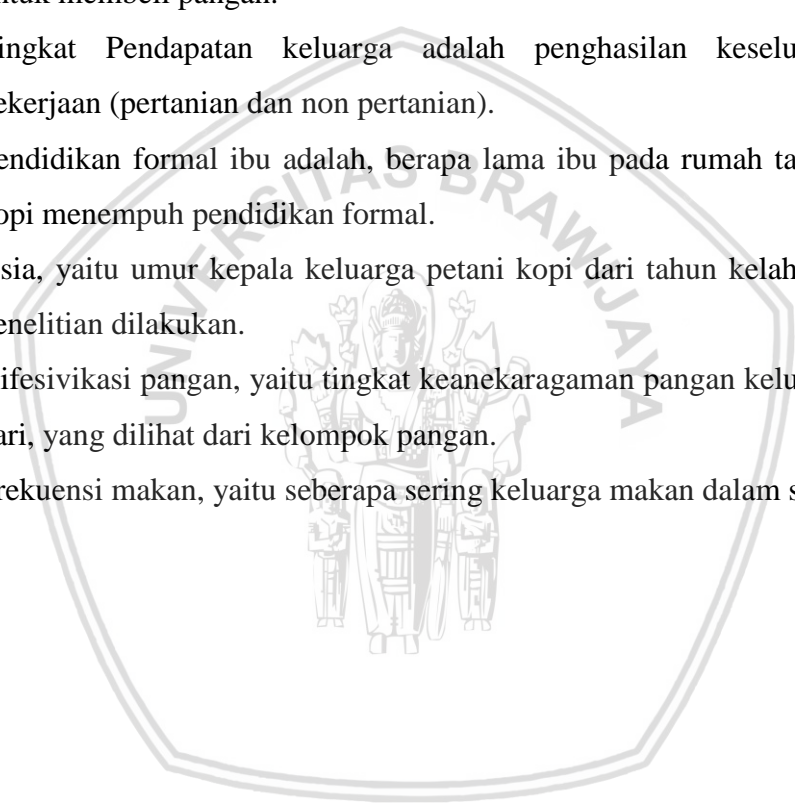 ntuk membeli pangan.
ingkat Pendapatan keluarga adalah penghasilan keselu
ekerjaan (pertanian dan non pertanian).
endidikan formal ibu adalah, berapa lama ibu pada rumah ta
opi menempuh pendidikan formal.
sia, yaitu umur kepala keluarga petani kopi dari tahun kelah
enelitian dilakukan.
ifesivikasi pangan, yaitu tingkat keanekaragaman pangan kelu
ari, yang dilihat dari kelompok pangan.
rekuensi makan, yaitu seberapa sering keluarga makan dalam s
UNIVERSITAS BRAWIJAYA